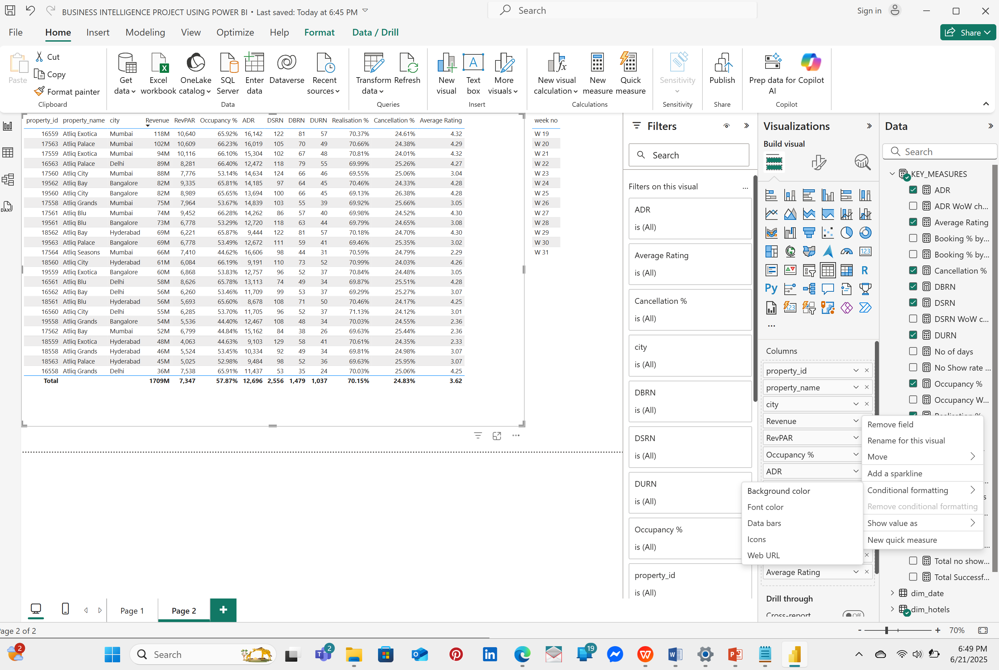 BUSINESS INTELLIGENCE PROJECT USING POWER BI • Last saved: Today at 6:45 PM
Search
Sign in
File Home Insert Modeling View Optimize Help Format Data / Drill
Share
Paste
Cut
Copy
Format painter
Clipboard
Get data
Excel workbook
OneLake catalog
SQL Server
Enter data
Dataverse
Recent sources
Data
Transform data
Refresh
Queries
New visual
Text box
More visuals
Insert
New visual calculation
New measure
Quick measure
Calculations
Sensitivity
Sensitivity
Publish
Share
Prep data for AI
Copilot
Copilot
property_id property_name city Revenue RevPAR Occupancy % ADR DSRN DBRN DURN Realisation % Cancellation % Average Rating
16559 Atliq Exotica Mumbai 118M 10,640 65.92% 16,142 122 81 57 70.37% 24.61% 4.32
17563 Atliq Palace Mumbai 102M 10,609 66.23% 16,019 105 70 49 70.66% 24.38% 4.29
17559 Atliq Exotica Mumbai 94M 10,116 66.10% 15,304 102 67 48 70.81% 24.01% 4.32
16563 Atliq Palace Delhi 89M 8,281 66.40% 12,472 118 79 55 69.99% 25.26% 4.27
17560 Atliq City Mumbai 88M 7,776 53.14% 14,634 124 66 46 69.55% 25.06% 3.04
19562 Atliq Bay Bangalore 82M 9,335 65.81% 14,185 97 64 45 70.46% 24.33% 4.28
19560 Atliq City Bangalore 82M 8,989 65.65% 13,694 100 66 45 69.13% 26.38% 4.28
17558 Atliq Grands Mumbai 75M 7,964 53.67% 14,839 103 55 39 69.92% 25.66% 3.05
17561 Atliq Blu Mumbai 74M 9,452 66.28% 14,262 86 57 40 69.98% 24.52% 4.30
19561 Atliq Blu Bangalore 73M 6,778 53.29% 12,720 118 63 44 69.79% 24.65% 3.08
18562 Atliq Bay Hyderabad 69M 6,221 65.87% 9,444 122 81 57 70.18% 24.70% 4.30
19563 Atliq Palace Bangalore 69M 6,778 53.49% 12,672 111 59 41 69.46% 25.35% 3.02
17564 Atliq Seasons Mumbai 66M 7,410 44.62% 16,606 98 44 31 70.59% 24.79% 2.29
18560 Atliq City Hyderabad 61M 6,084 66.19% 9,191 110 73 52 70.99% 24.03% 4.26
19559 Atliq Exotica Bangalore 60M 6,868 53.83% 12,757 96 52 37 70.84% 24.48% 3.05
16561 Atliq Blu Delhi 58M 8,626 65.78% 13,113 74 49 34 69.87% 25.51% 4.28
16562 Atliq Bay Delhi 56M 6,260 53.46% 11,709 99 53 37 69.29% 25.27% 3.07
18561 Atliq Blu Hyderabad 56M 5,693 65.60% 8,678 108 71 50 70.46% 24.17% 4.25
16560 Atliq City Delhi 55M 6,285 53.70% 11,705 96 52 37 71.13% 24.12% 3.01
19558 Atliq Grands Bangalore 54M 5,536 44.40% 12,467 108 48 34 70.03% 24.55% 2.36
17562 Atliq Bay Mumbai 52M 6,799 44.84% 15,162 84 38 26 69.63% 25.44% 2.36
18559 Atliq Exotica Hyderabad 48M 4,063 44.63% 9,103 129 58 41 70.61% 24.35% 2.33
18558 Atliq Grands Hyderabad 46M 5,524 53.45% 10,334 92 49 34 69.81% 24.98% 3.07
18563 Atliq Palace Hyderabad 45M 5,025 52.98% 9,484 98 52 36 69.63% 25.95% 3.07
16558 Atliq Grands Delhi 36M 7,538 65.91% 11,437 53 35 24 70.03% 25.06% 4.25
Total 1709M 7,347 57.87% 12,696 2,556 1,479 1,037 70.15% 24.83% 3.62
week no
W 19
W 20
W 21
W 22
W 23
W 24
W 25
W 26
W 27
W 28
W 29
W 30
W 31
DAX
Filters
Search
Filters on this visual
...
ADR
is (All)
Average Rating
is (All)
Cancellation %
is (All)
city
is (All)
DBRN
is (All)
DSRN
is (All)
DURN
is (All)
Occupancy %
is (All)
property_id
is (All)
Visualizations
Build visual
123
R
Py
123
...
Columns
property_id
property_name
city
Revenue
RevPAR
Occupancy %
ADR
Average Rating
Drill through
Cross-report
Off
Background color
Font color
Data bars
Icons
Web URL
Remove field
Rename for this visual
Move
Add a sparkline
Conditional formatting
Remove conditional formatting
Show value as
New quick measure
Data
Search
KEY_MEASURES
ADR
ADR WoW ch...
Average Rating
Booking % by...
Booking % by...
Cancellation %
DBRN
DSRN
DSRN WoW c...
DURN
No of days
No Show rate ...
Occupancy %
Occupancy W...
Realisation %
Total no show...
Total Successf...
dim_date
dim_hotels
Page 1
Page 2
+
age 2 of 2
- + 70%
2
Search
2
19
6:49 PM
6/21/2025